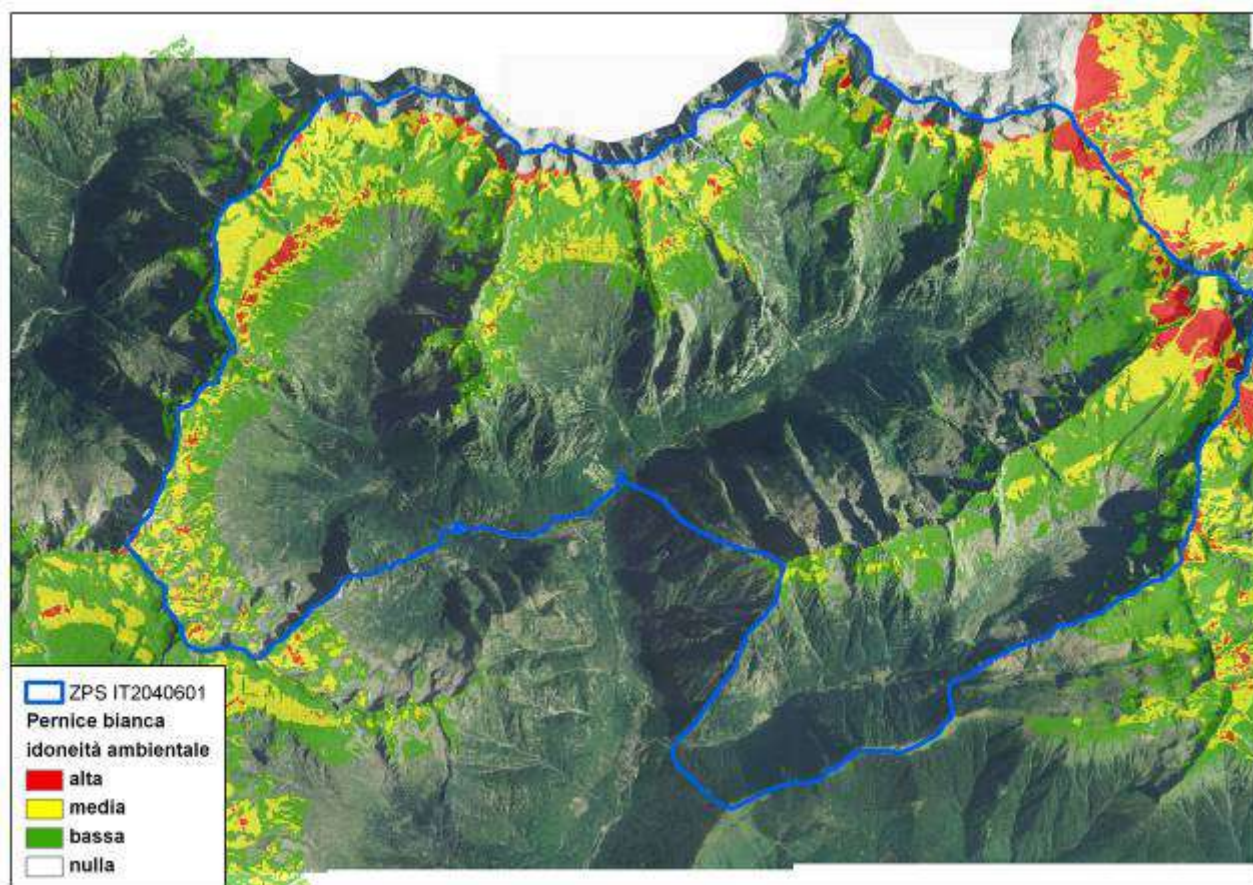 ZPS IT2040601
Pernice bianca
idoneità ambientale
alta
media
bassa
nulla